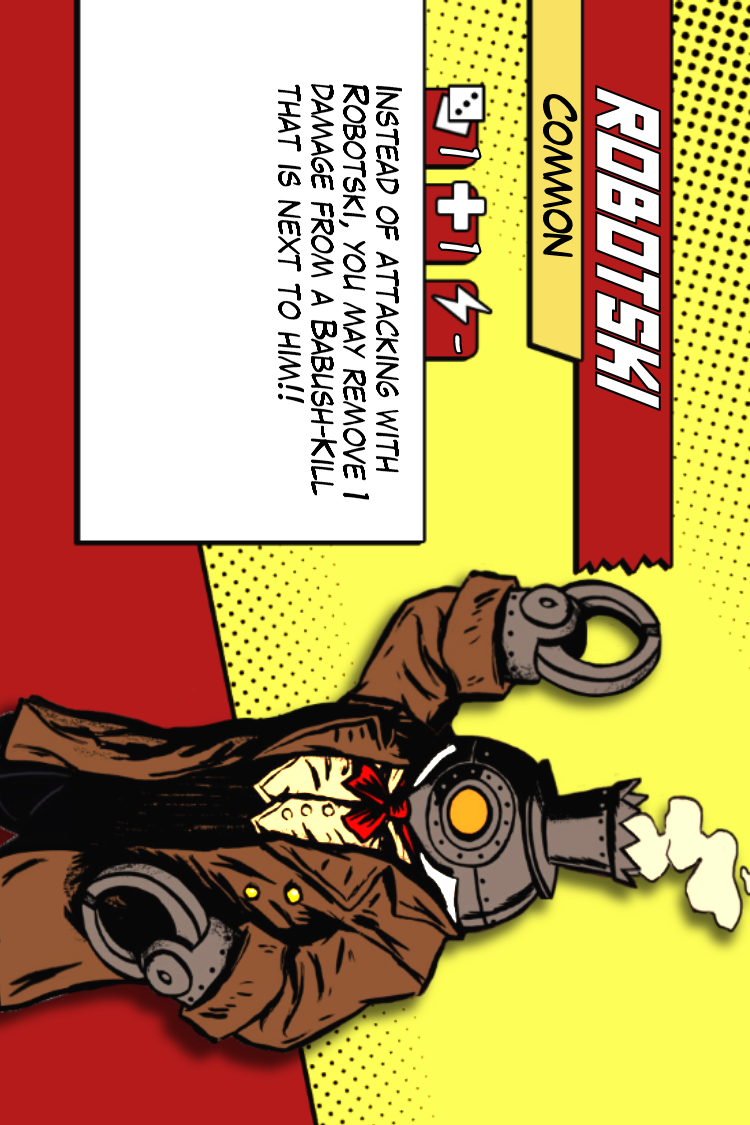 ROBOTSKI
COMMON
1 1 -
INSTEAD OF ATTACKING WITH
ROBOTSKI, YOU MAY REMOVE 1
DAMAGE FROM A BABUSH-KILL
THAT IS NEXT TO HIM!!